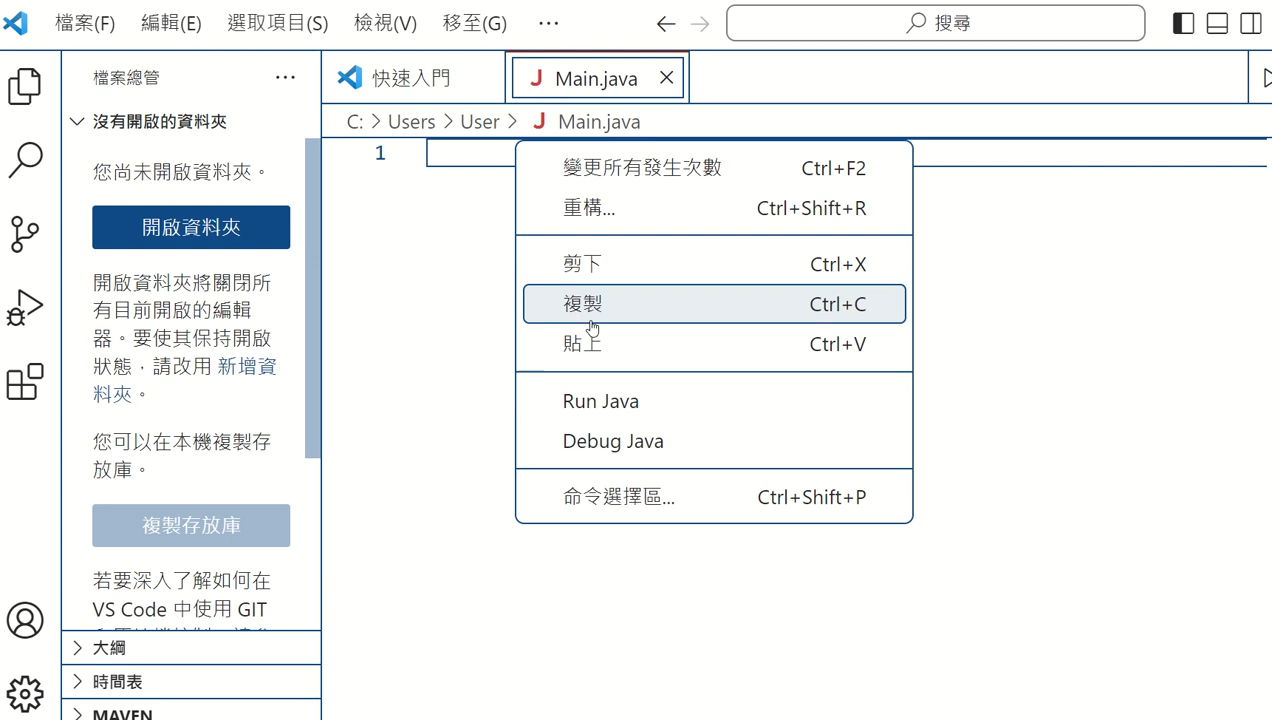 檔案(F) 編輯(E) 選取項目(S) 檢視(V) 移至(G) ··· 搜尋
檔案總管 ···
快速入門 Main.java
沒有開啟的資料夾
C: > Users > User > Main.java
您尚未開啟資料夾。
開啟資料夾
開啟資料夾將關閉所
有目前開啟的編輯
器。要使其保持開啟
狀態，請改用 新增資
料夾。
您可以在本機複製存
放庫。
複製存放庫
若要深入了解如何在
VS Code 中使用 GIT
大綱
時間表
MAVEN
1
變更所有發生次數 Ctrl+F2
重構... Ctrl+Shift+R
剪下 Ctrl+X
複製 Ctrl+C
貼上 Ctrl+V
Run Java
Debug Java
命令選擇區... Ctrl+Shift+P